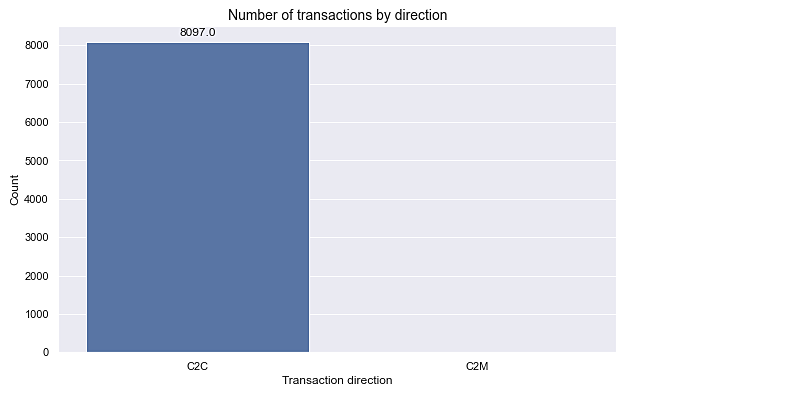 Number of transactions by direction
8097.0
8000
7000
6000
5000
4000
3000
2000
1000
0
Count
C2C
C2M
Transaction direction